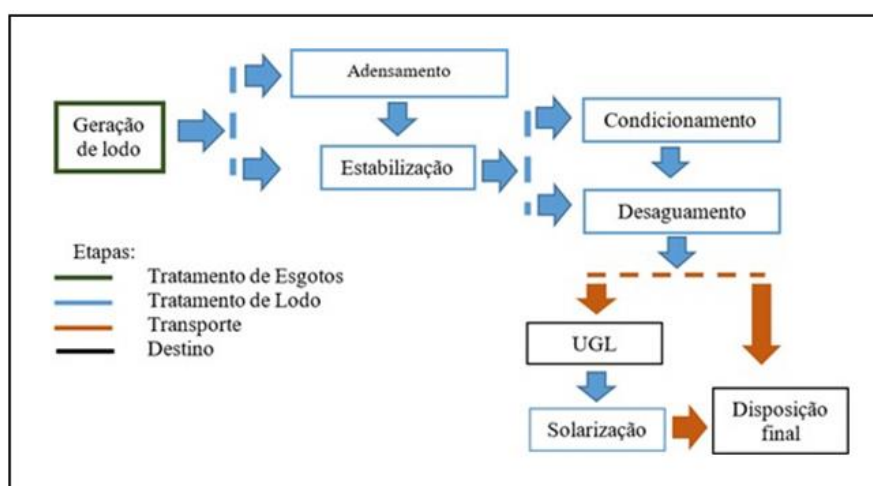 Geração
de lodo
Adensamento
Estabilização
Condicionamento
Desaguamento
UGL
Solarização
Disposição
final
Etapas:
Tratamento de Esgotos
Tratamento de Lodo
Transporte
Destino